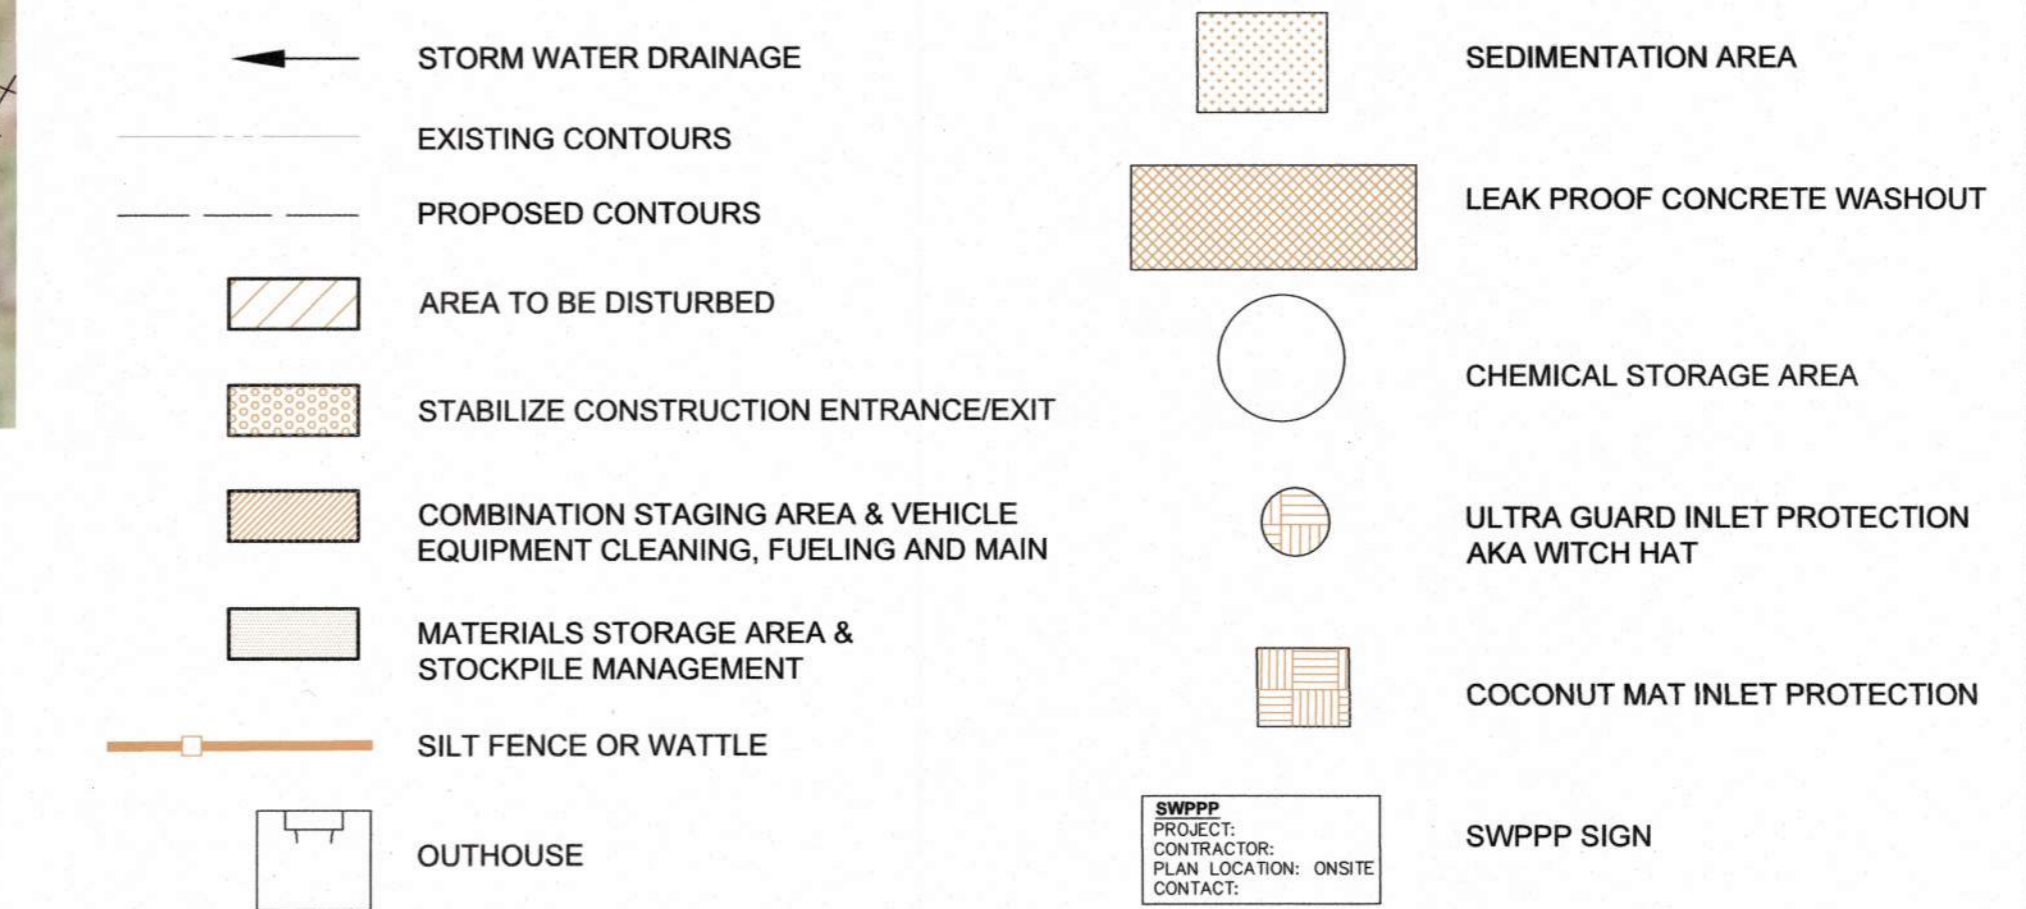 STORM WATER DRAINAGE
EXISTING CONTOURS
PROPOSED CONTOURS
AREA TO BE DISTURBED
STABILIZE CONSTRUCTION ENTRANCE/EXIT
COMBINATION STAGING AREA & VEHICLE
EQUIPMENT CLEANING, FUELING AND MAIN
MATERIALS STORAGE AREA &
STOCKPILE MANAGEMENT
SILT FENCE OR WATTLE
OUTHOUSE
SEDIMENTATION AREA
LEAK PROOF CONCRETE WASHOUT
CHEMICAL STORAGE AREA
ULTRA GUARD INLET PROTECTION
AKA WITCH HAT
COCONUT MAT INLET PROTECTION
SWPPP
PROJECT:
CONTRACTOR:
PLAN LOCATION: ONSITE
CONTACT:
SWPPP SIGN